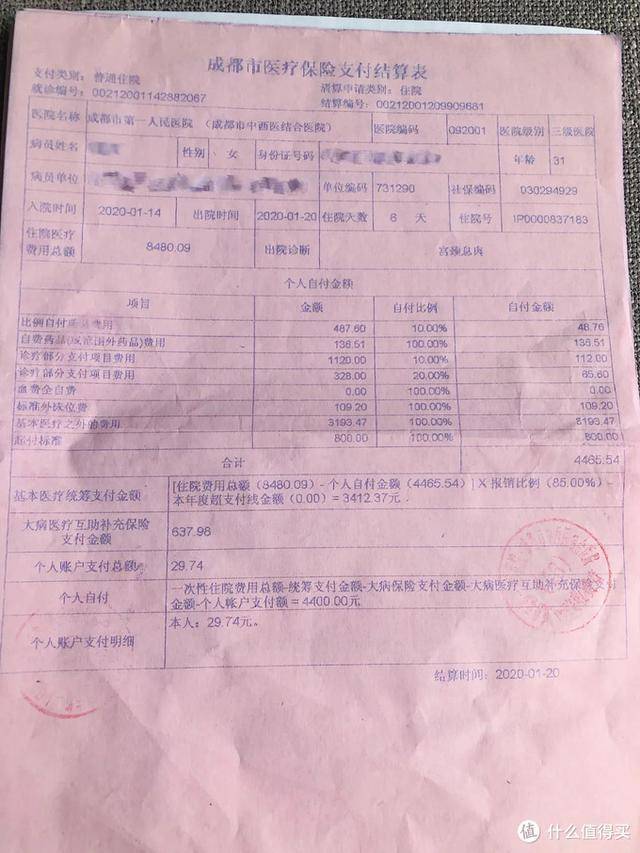 成都市医疗保险支付结算表
支付类别: 普通住院 清算申请类别: 住院
就诊编号: 00212001142882067 结算编号: 00212001209909681
医院名称 成都市第一人民医院 (成都市中西医结合医院) 医院编码 092001 医院级别 三级医院
病员姓名 性别 女 身份证号码 年龄 31
病员单位 单位编码 731290 社保编码 030294929
入院时间 2020-01-14 出院时间 2020-01-20 住院天数 6 天 住院号 IP0000837183
住院医疗
费用总额 8480.09 出院诊断 宫颈息肉
个人自付金额
项目 金额 自付比例 自付金额
比例自付药品费用 487.60 10.00% 48.76
自费药品(或范围外药品)费用 136.51 100.00% 136.51
诊疗部分支付项目费用 1120.00 10.00% 112.00
诊疗部分支付项目费用 328.00 20.00% 65.60
血费全自费 0.00 100.00% 0.00
标准外床位费 109.20 100.00% 109.20
基本医疗之外的费用 3193.47 100.00% 3193.47
起付标准 800.00 100.00% 800.00
合计 4465.54
基本医疗统筹支付金额 [住院费用总额(8480.09) - 个人自付金额(4465.54)] X 报销比例(85.00%) -
本年度超支付线金额(0.00) = 3412.37元.
大病医疗互助补充保险
支付金额 637.98
个人账户支付总额 29.74
个人自付 一次性住院费用总额-统筹支付金额-大病保险支付金额-大病医疗互助补充保险支付
金额-个人帐户支付额 = 4400.00元
个人账户支付明细 本人: 29.74元。
结算时间: 2020-01-20
值 什么值得买